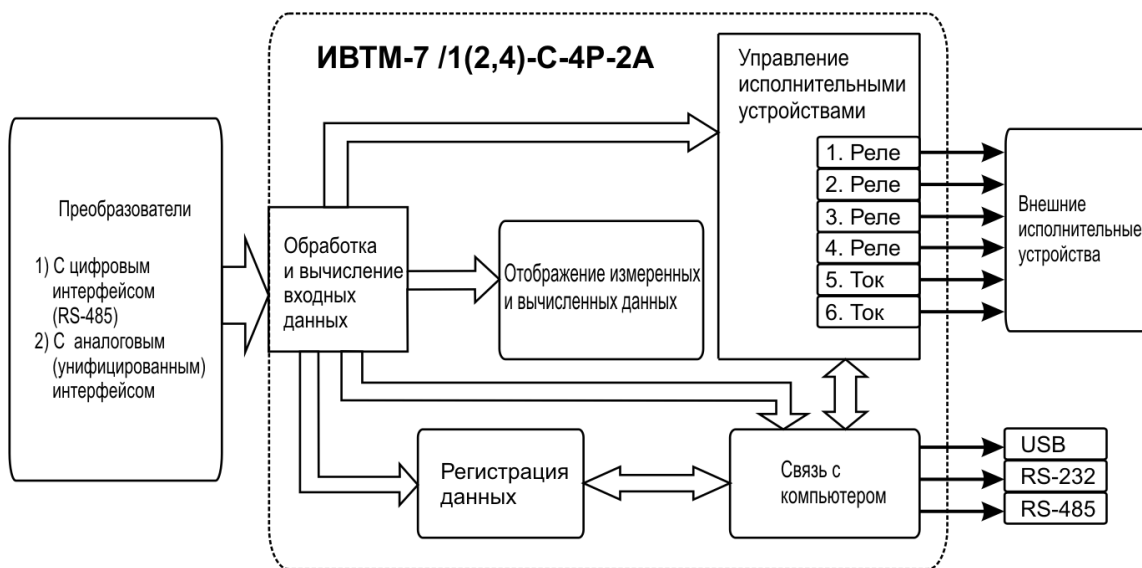 ИВТМ-7 /1(2,4)-С-4Р-2А
Преобразователи
1) С цифровым
интерфейсом
(RS-485)
2) С аналоговым
(унифицированным)
интерфейсом
Обработка
и вычисление
входных
данных
Отображение измеренных
и вычисленных данных
Управление
исполнительными
устройствами
1. Реле
2. Реле
3. Реле
4. Реле
5. Ток
6. Ток
Внешние
исполнительные
устройства
Регистрация
данных
Связь с
компьютером
USB
RS-232
RS-485